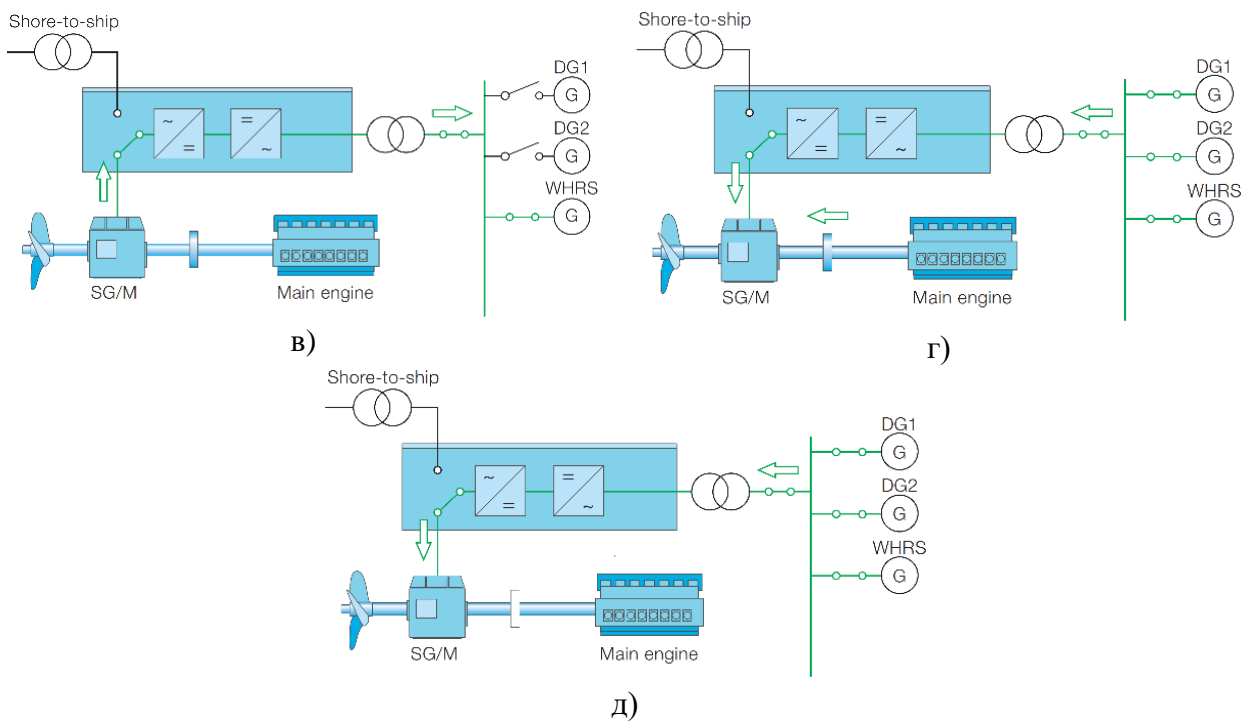 Shore-to-ship
DG1
~
=
=
~
G
DG2
G
WHRS
G
SG/M
Main engine
в)
Shore-to-ship
DG1
~
=
=
~
G
DG2
G
WHRS
G
SG/M
Main engine
г)
Shore-to-ship
DG1
~
=
=
~
G
DG2
G
WHRS
G
SG/M
Main engine
д)